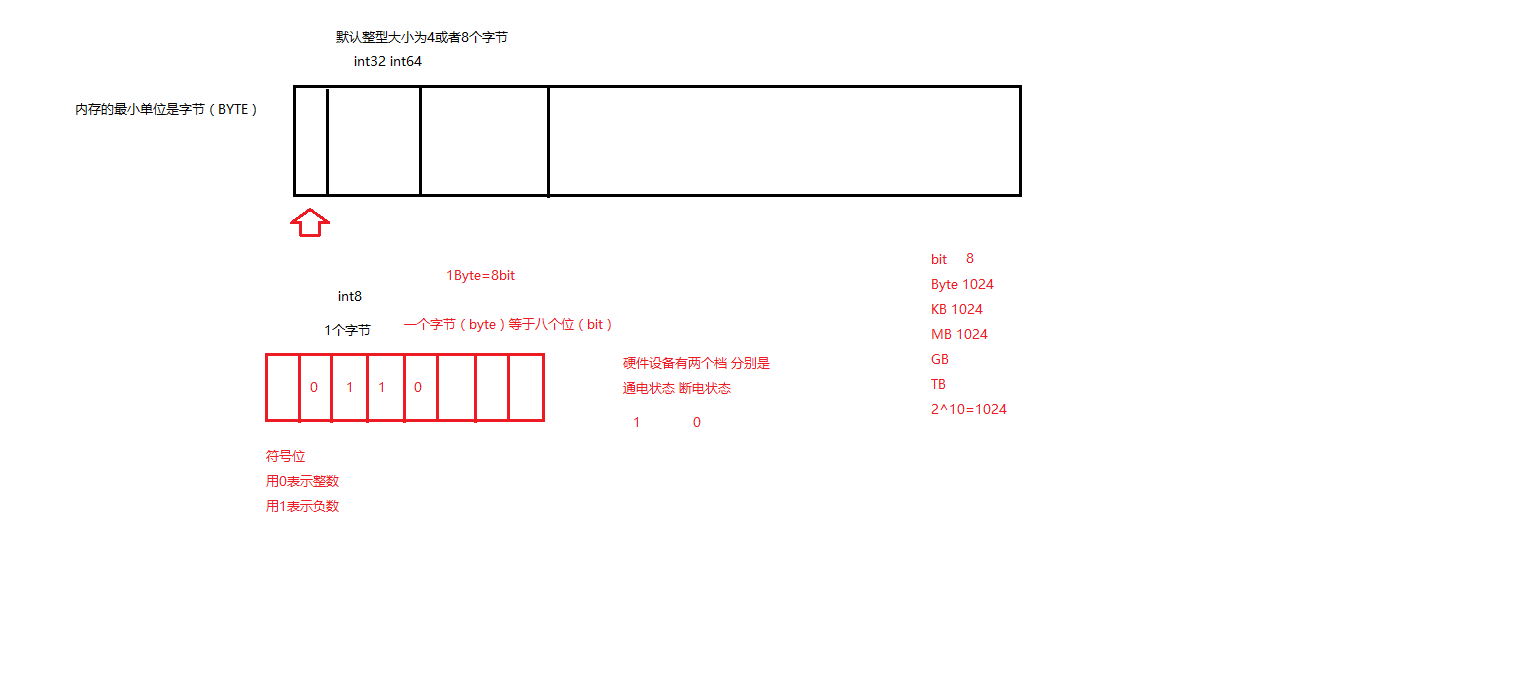 默认整型大小为4或者8个字节
int32 int64
内存的最小单位是字节（BYTE）
1Byte=8bit
int8
1个字节
一个字节（byte）等于八个位（bit）
0 1 1 0
符号位
用0表示整数
用1表示负数
硬件设备有两个档 分别是
通电状态 断电状态
1 0
bit 8
Byte 1024
KB 1024
MB 1024
GB
TB
2^10=1024